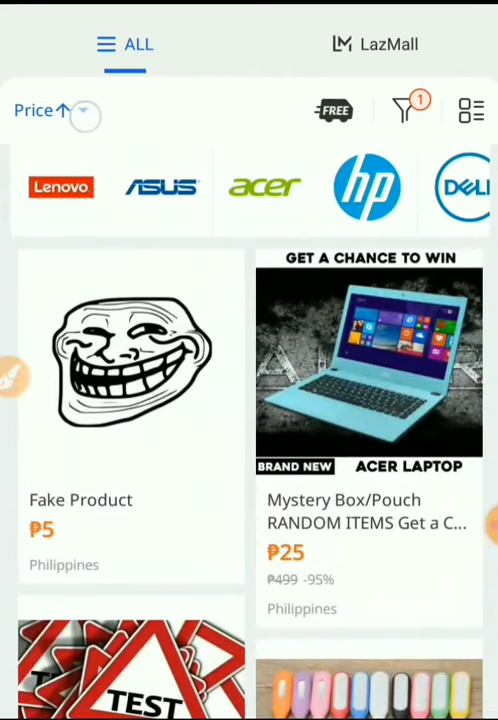 ALL
LazMall
Price
FREE
1
Lenovo
ASUS
acer
hp
DELL
GET A CHANCE TO WIN
BRAND NEW ACER LAPTOP
Fake Product
₱5
Philippines
Mystery Box/Pouch
RANDOM ITEMS Get a C...
₱25
₱499 -95%
Philippines
TEST